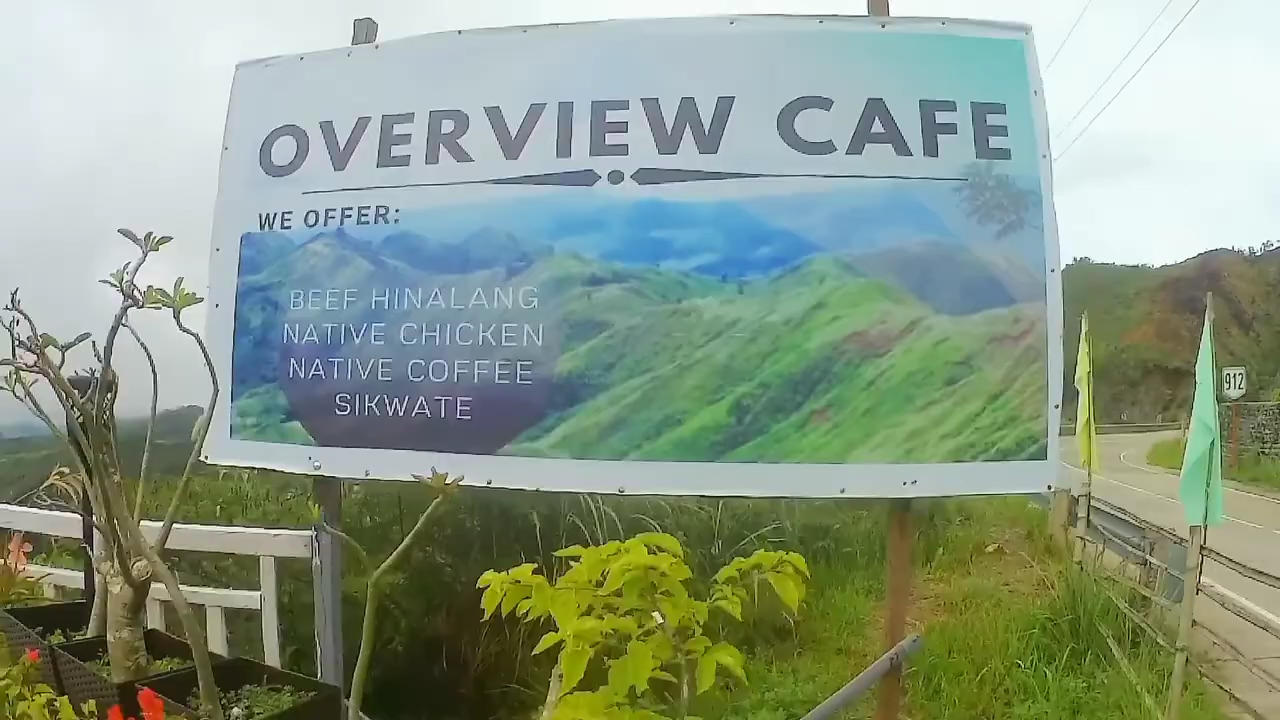 OVERVIEW CAFE
WE OFFER:
BEEF HINALANG
NATIVE CHICKEN
NATIVE COFFEE
SIKWATE
912